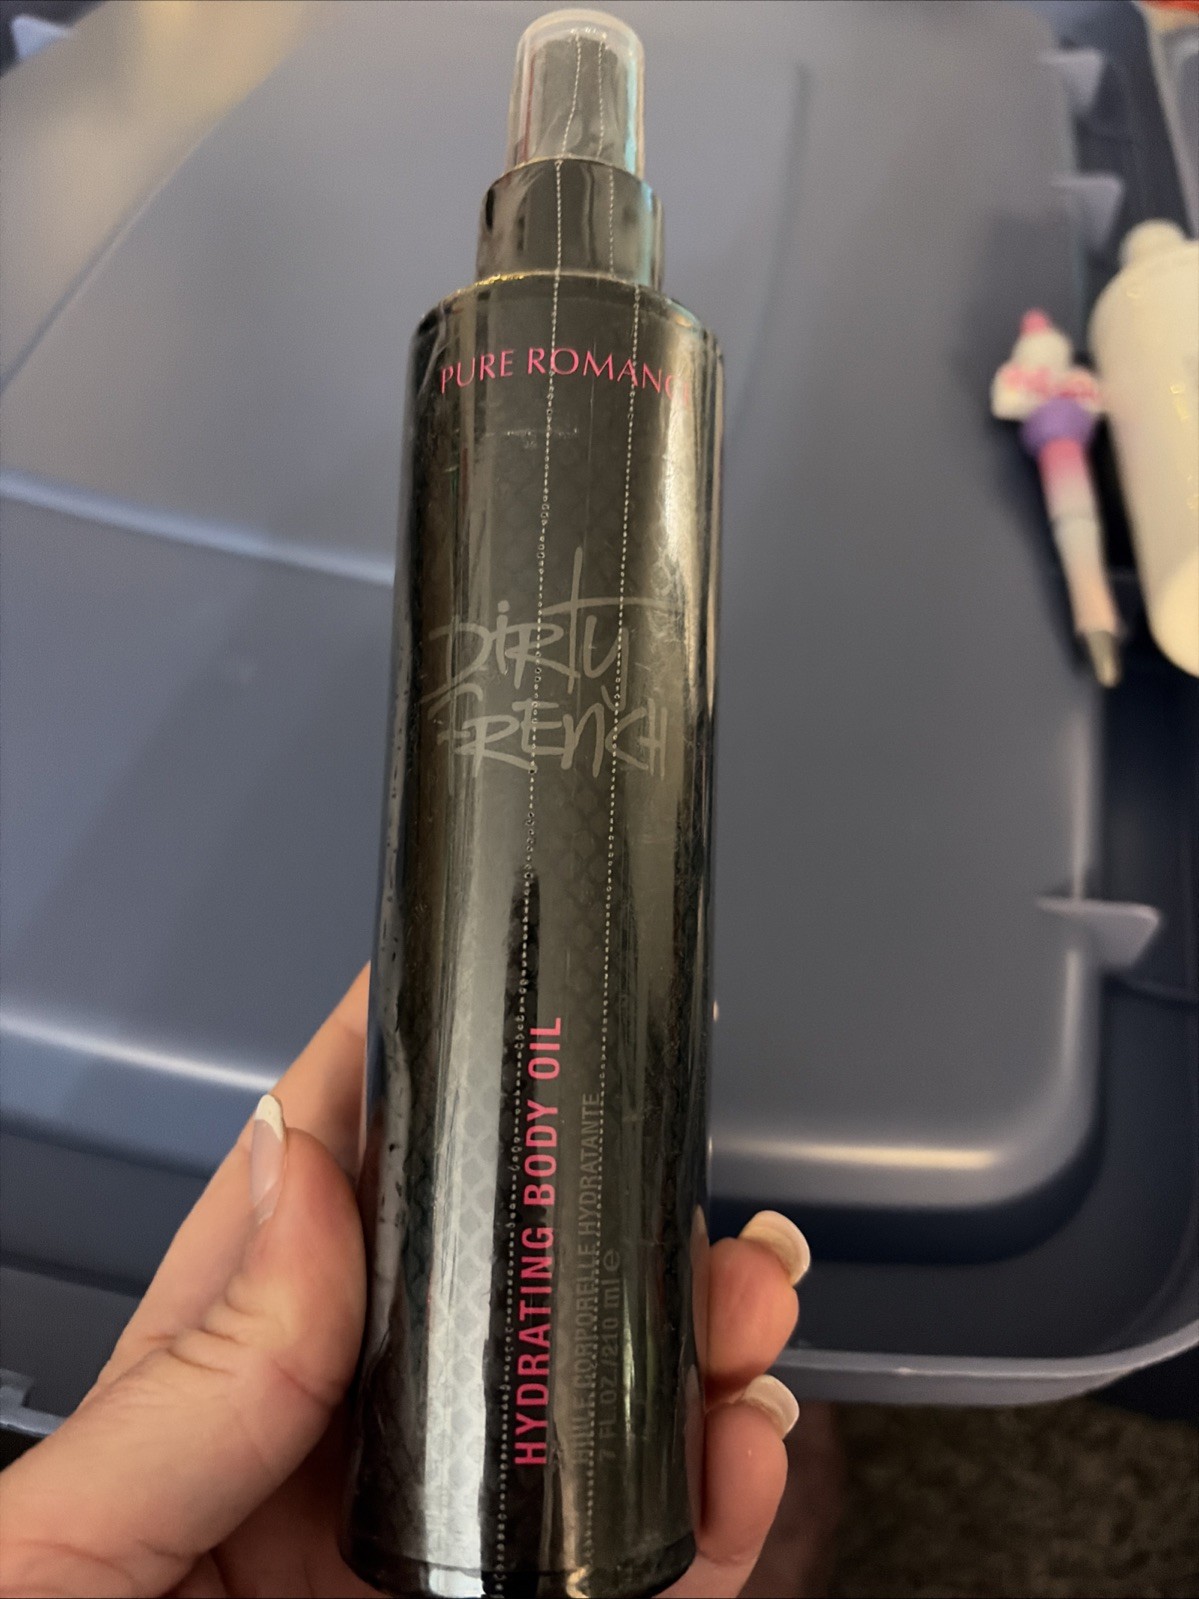 PURE ROMANCE
DIRTY
FRENCH
HYDRATING BODY OIL
HUILE CORPORELLE HYDRATANTE
7 FL OZ / 210 ml e